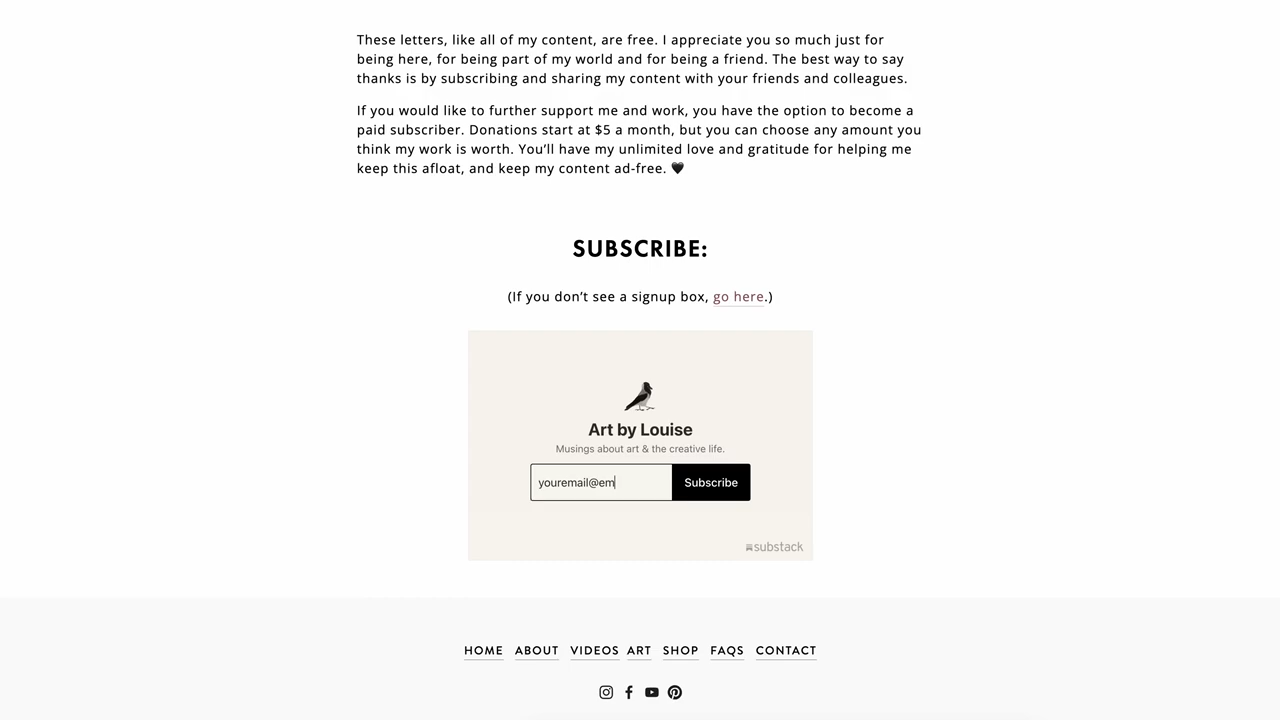 These letters, like all of my content, are free. I appreciate you so much just for
being here, for being part of my world and for being a friend. The best way to say
thanks is by subscribing and sharing my content with your friends and colleagues.
If you would like to further support me and work, you have the option to become a
paid subscriber. Donations start at $5 a month, but you can choose any amount you
think my work is worth. You’ll have my unlimited love and gratitude for helping me
keep this afloat, and keep my content ad-free. 🖤
SUBSCRIBE:
(If you don’t see a signup box, go here.)
Art by Louise
Musings about art & the creative life.
youremail@em Subscribe
substack
HOME ABOUT VIDEOS ART SHOP FAQS CONTACT